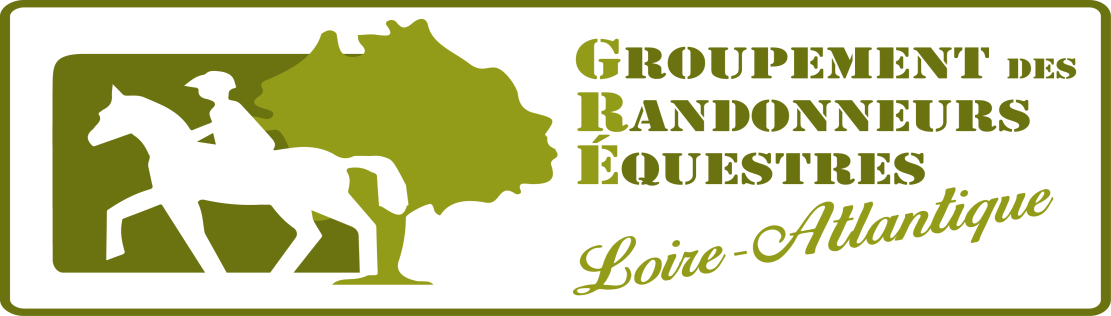 GROUPEMENT DES
RANDONNEURS
ÉQUESTRES
Loire-Atlantique